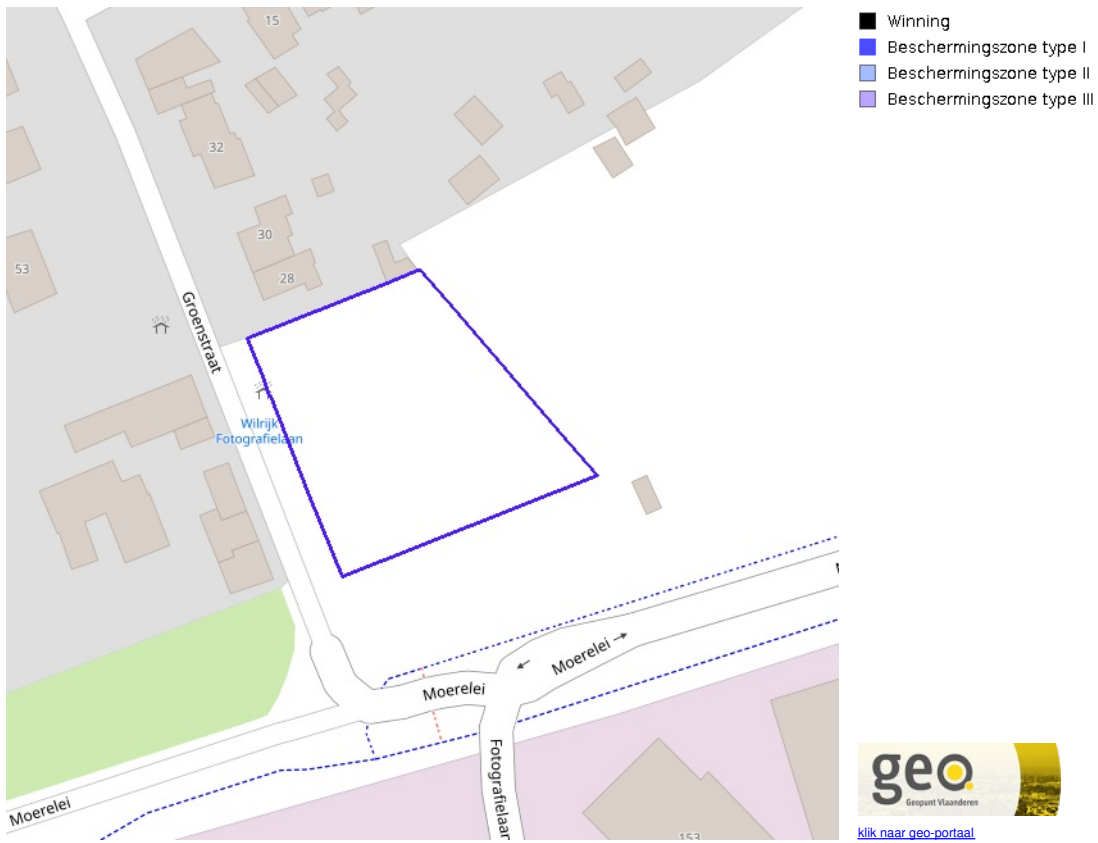 15
32
30
28
53
Groenstraat
Wilrijk
Fotografielaan
Moerelei
Moerelei
Moerelei
Fotografielaan
153
Winning
Beschermingszone type I
Beschermingszone type II
Beschermingszone type III
geo
Geopunt Vlaanderen
klik naar geo-portaal